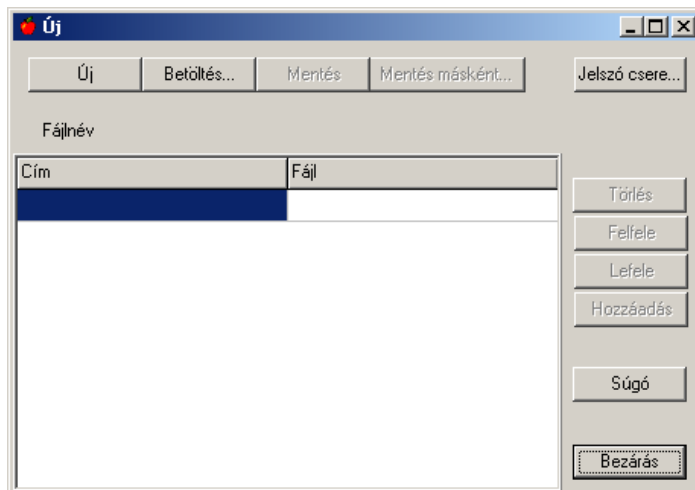 Új
Új Betöltés... Mentés Mentés másként... Jelszó csere...
Fájlnév
Cím Fájl
Törlés
Felfele
Lefele
Hozzáadás
Súgó
Bezárás